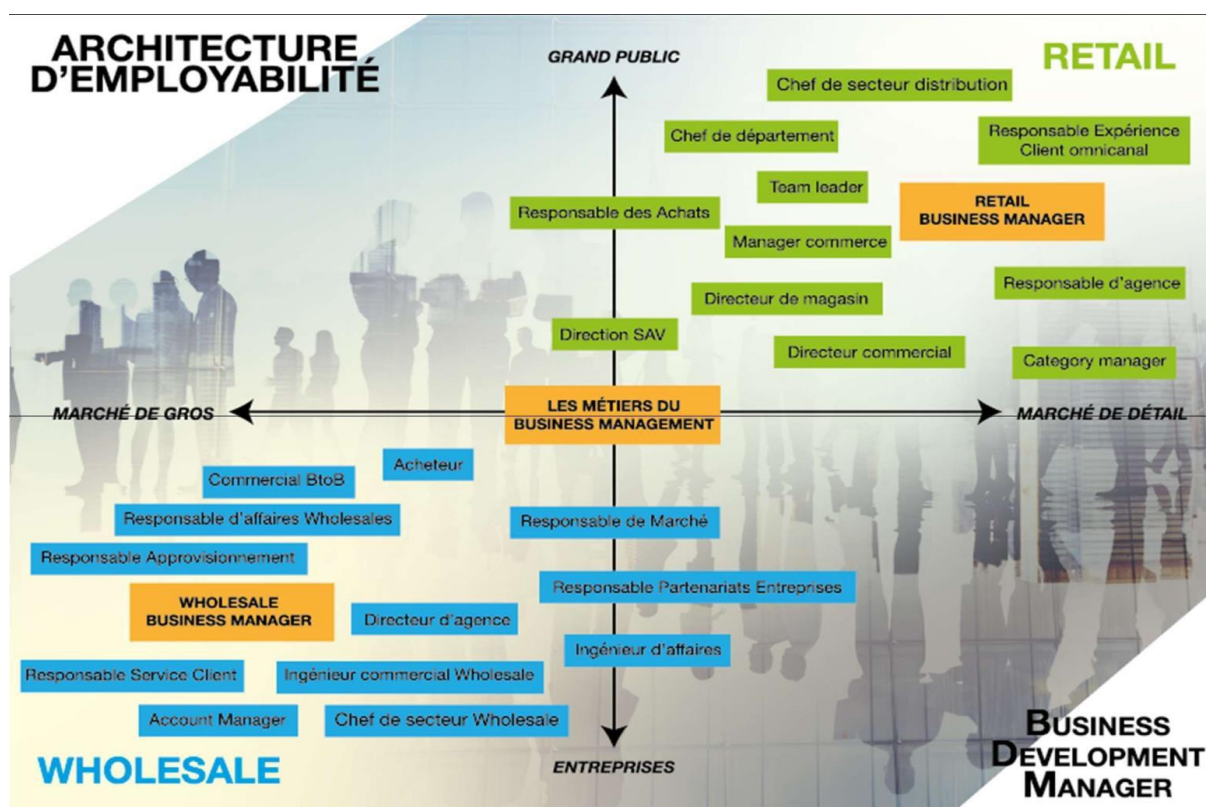 ARCHITECTURE
D'EMPLOYABILITÉ
GRAND PUBLIC
RETAIL
Chef de secteur distribution
Chef de département
Responsable Expérience
Client omnicanal
Team leader
RETAIL
BUSINESS MANAGER
Responsable des Achats
Manager commerce
Responsable d'agence
Directeur de magasin
Direction SAV
Directeur commercial
Category manager
MARCHÉ DE GROS
LES MÉTIERS DU
BUSINESS MANAGEMENT
MARCHÉ DE DÉTAIL
Acheteur
Commercial BtoB
Responsable d'affaires Wholesales
Responsable de Marché
Responsable Approvisionnement
Responsable Partenariats Entreprises
WHOLESALE
BUSINESS MANAGER
Directeur d'agence
Ingénieur d'affaires
Responsable Service Client
Ingénieur commercial Wholesale
Account Manager
Chef de secteur Wholesale
WHOLESALE
ENTREPRISES
BUSINESS
DEVELOPMENT
MANAGER